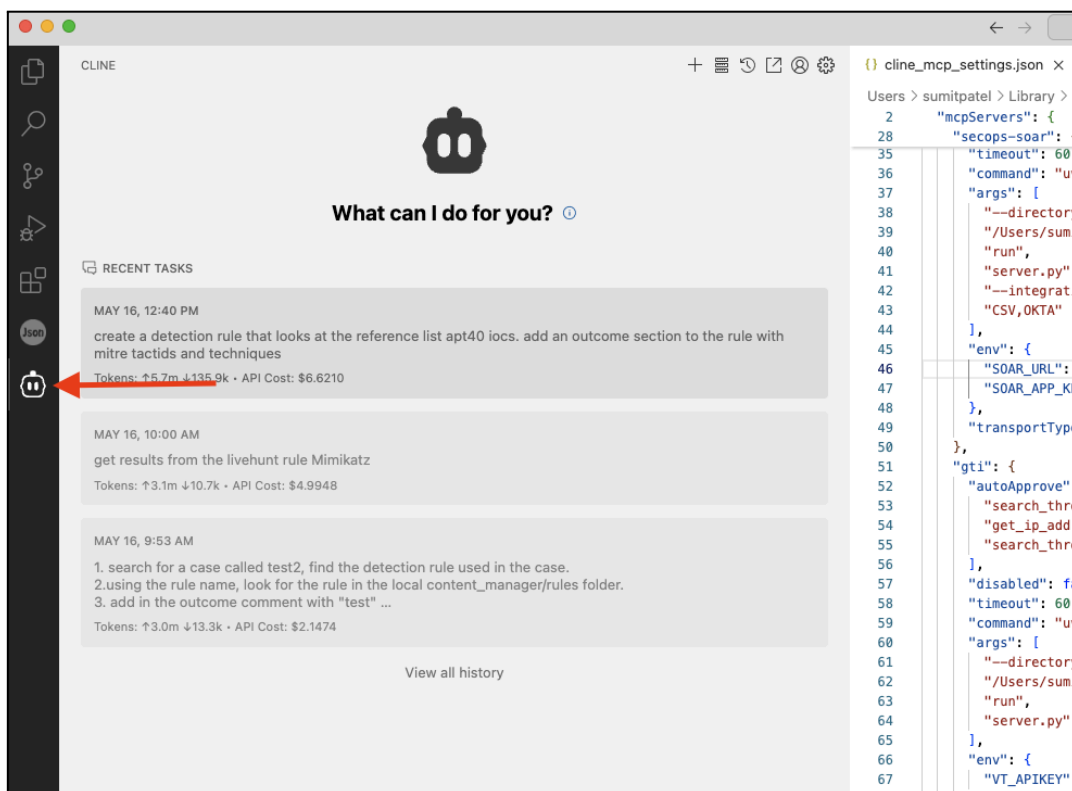 CLINE
What can I do for you?
RECENT TASKS
MAY 16, 12:40 PM
create a detection rule that looks at the reference list apt40 iocs. add an outcome section to the rule with
mitre tactids and techniques
Tokens: ↑5.7m ↓135.9k • API Cost: $6.6210
MAY 16, 10:00 AM
get results from the livehunt rule Mimikatz
Tokens: ↑3.1m ↓10.7k • API Cost: $4.9948
MAY 16, 9:53 AM
1. search for a case called test2, find the detection rule used in the case.
2.using the rule name, look for the rule in the local content_manager/rules folder.
3. add in the outcome comment with "test" ...
Tokens: ↑3.0m ↓13.3k • API Cost: $2.1474
View all history
Json
{} cline_mcp_settings.json ×
Users > sumitpatel > Library >
2 "mcpServers": {
28 "secops-soar":
35 "timeout": 60
36 "command": "u
37 "args": [
38 "--directory
39 "/Users/sum
40 "run",
41 "server.py"
42 "--integrat
43 "CSV,OKTA"
44 ],
45 "env": {
46 "SOAR_URL":
47 "SOAR_APP_K
48 },
49 "transportType
50 },
51 "gti": {
52 "autoApprove"
53 "search_thre
54 "get_ip_add
55 "search_thre
56 ],
57 "disabled": fa
58 "timeout": 60
59 "command": "u
60 "args": [
61 "--directory
62 "/Users/sum
63 "run",
64 "server.py"
65 ],
66 "env": {
67 "VT_APIKEY"